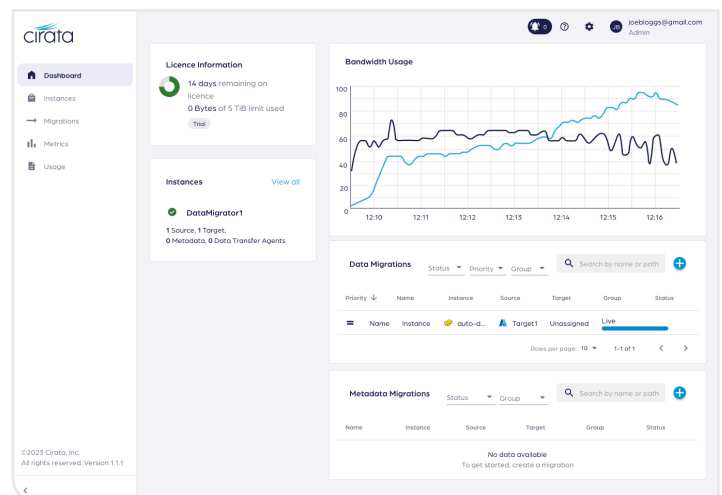 cirata
0
JB
joebloggs@gmail.com
Admin
Dashboard
Instances
Migrations
Metrics
Usage
©2023 Cirata, Inc.
All rights reserved. Version 1.1.1
Licence Information
14 days remaining on
licence
0 Bytes of 5 TiB limit used
Trial
Instances View all
DataMigrator1
1 Source, 1 Target,
0 Metadata, 0 Data Transfer Agents
Bandwidth Usage
100
80
60
40
20
0
12:10 12:11 12:12 12:13 12:14 12:15 12:16
Data Migrations Status Priority Group Search by name or path
Priority Name Instance Source Target Group Status
Name Instance auto-d... Target1 Unassigned Live
Rows per page: 10 1-1 of 1
Metadata Migrations Status Group Search by name or path
Name Instance Source Target Group Status
No data available
To get started, create a migration